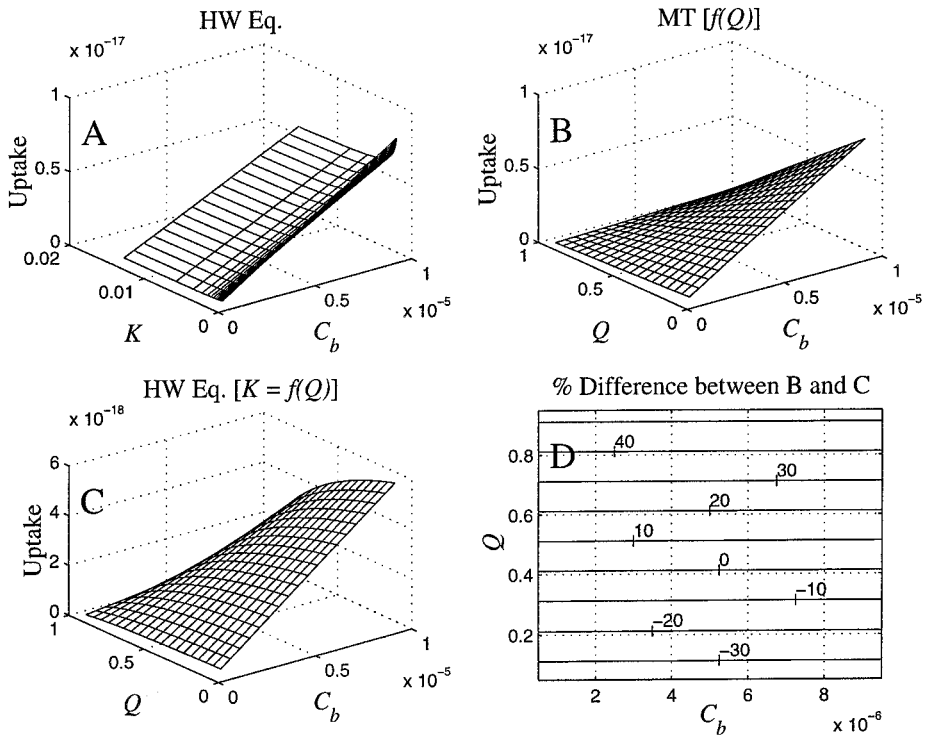 HW Eq.
x 10⁻¹⁷
A
Uptake
1
0.5
0
0.02
0.01
0
K
0
0.5
1
x 10⁻⁵
C_b
MT [f(Q)]
x 10⁻¹⁷
B
Uptake
1
0.5
0
1
0.5
0
Q
0
0.5
1
x 10⁻⁵
C_b
HW Eq. [K = f(Q)]
x 10⁻¹⁸
C
Uptake
6
4
2
0
1
0.5
0
Q
0
0.5
1
x 10⁻⁵
C_b
% Difference between B and C
D
Q
0.8
0.6
0.4
0.2
40
30
20
10
0
−10
−20
−30
2
4
6
8
x 10⁻⁶
C_b